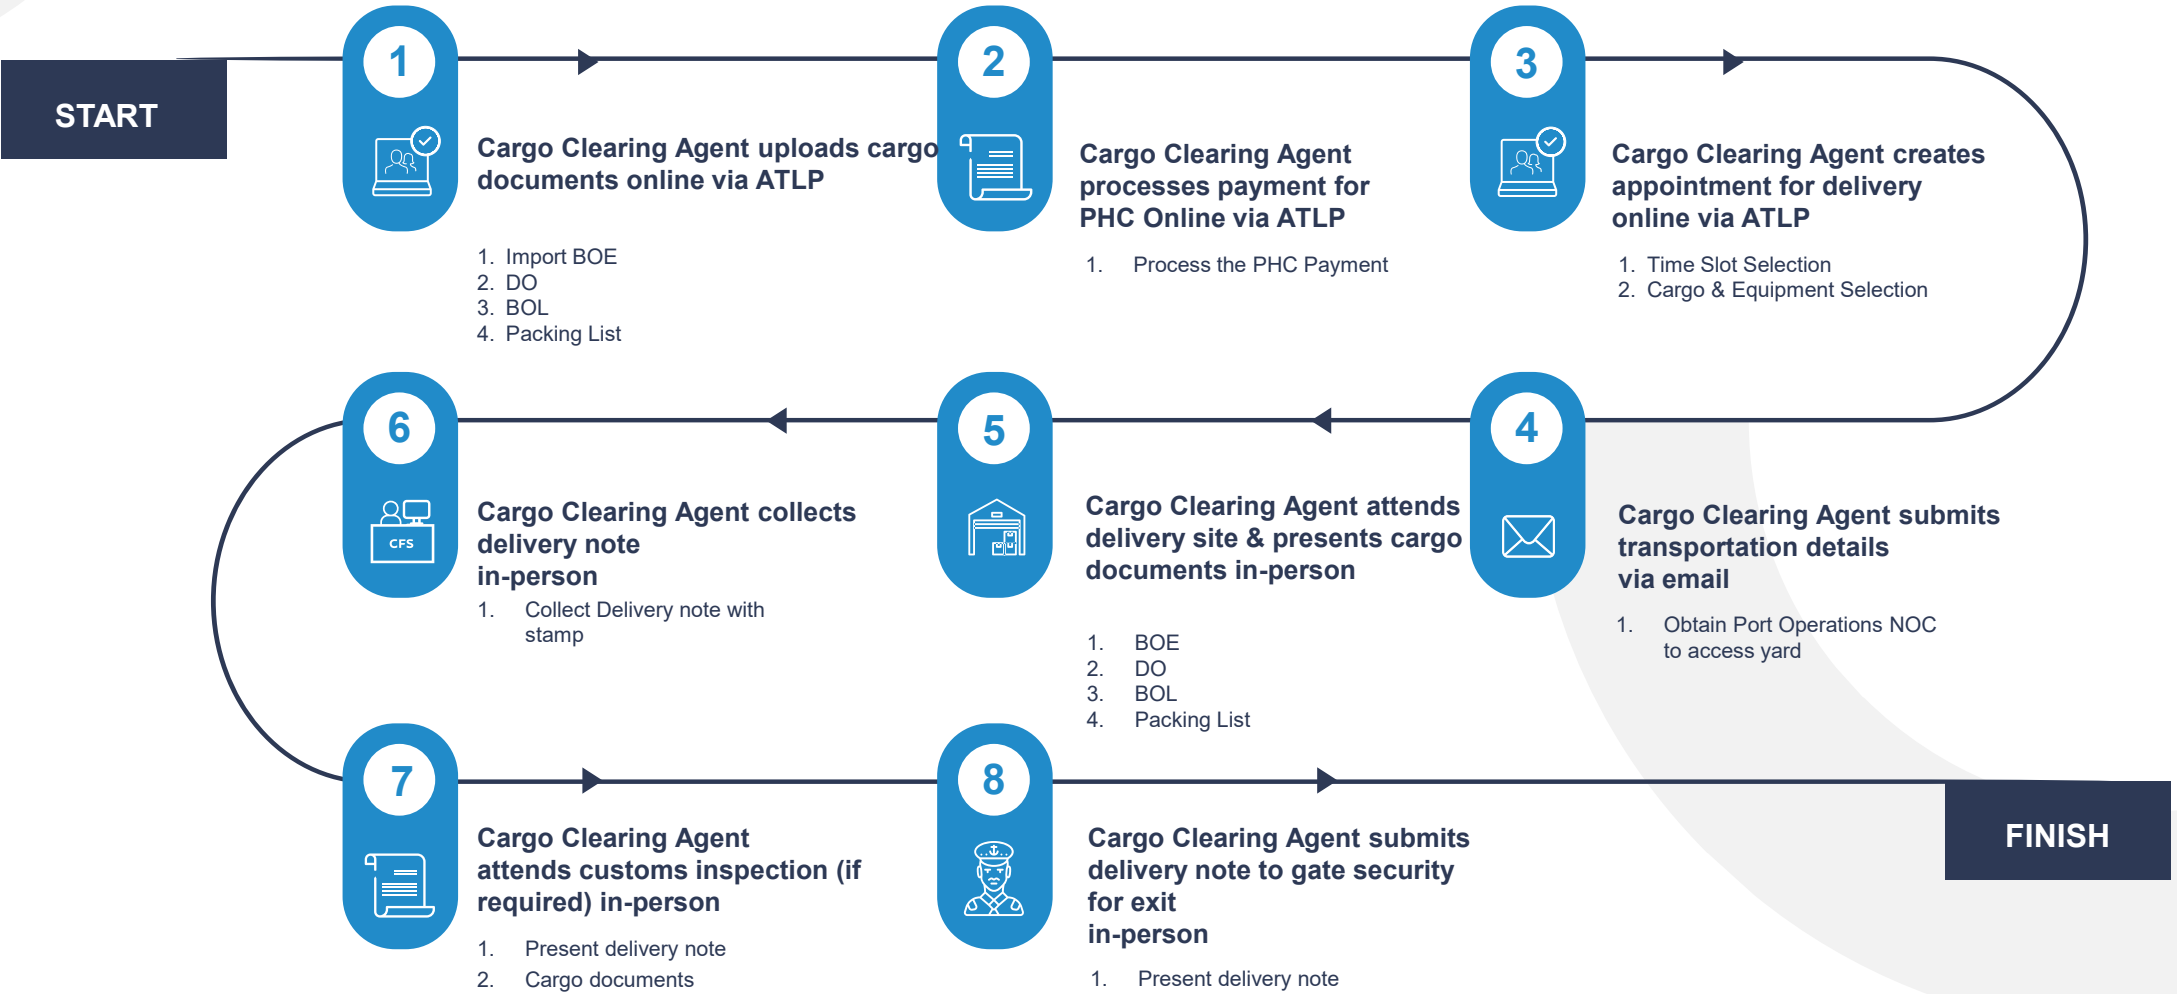 START
1
Cargo Clearing Agent uploads cargo
documents online via ATLP
1. Import BOE
2. DO
3. BOL
4. Packing List
2
Cargo Clearing Agent
processes payment for
PHC Online via ATLP
1. Process the PHC Payment
3
Cargo Clearing Agent creates
appointment for delivery
online via ATLP
1. Time Slot Selection
2. Cargo & Equipment Selection
4
Cargo Clearing Agent submits
transportation details
via email
1. Obtain Port Operations NOC
to access yard
5
Cargo Clearing Agent attends
delivery site & presents cargo
documents in-person
1. BOE
2. DO
3. BOL
4. Packing List
6
CFS
Cargo Clearing Agent collects
delivery note
in-person
1. Collect Delivery note with
stamp
7
Cargo Clearing Agent
attends customs inspection (if
required) in-person
1. Present delivery note
2. Cargo documents
8
Cargo Clearing Agent submits
delivery note to gate security
for exit
in-person
1. Present delivery note
FINISH